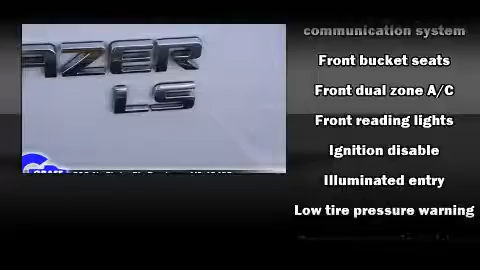 AZER
LS
GRAFF
communication system
Front bucket seats
Front dual zone A/C
Front reading lights
Ignition disable
Illuminated entry
Low tire pressure warning